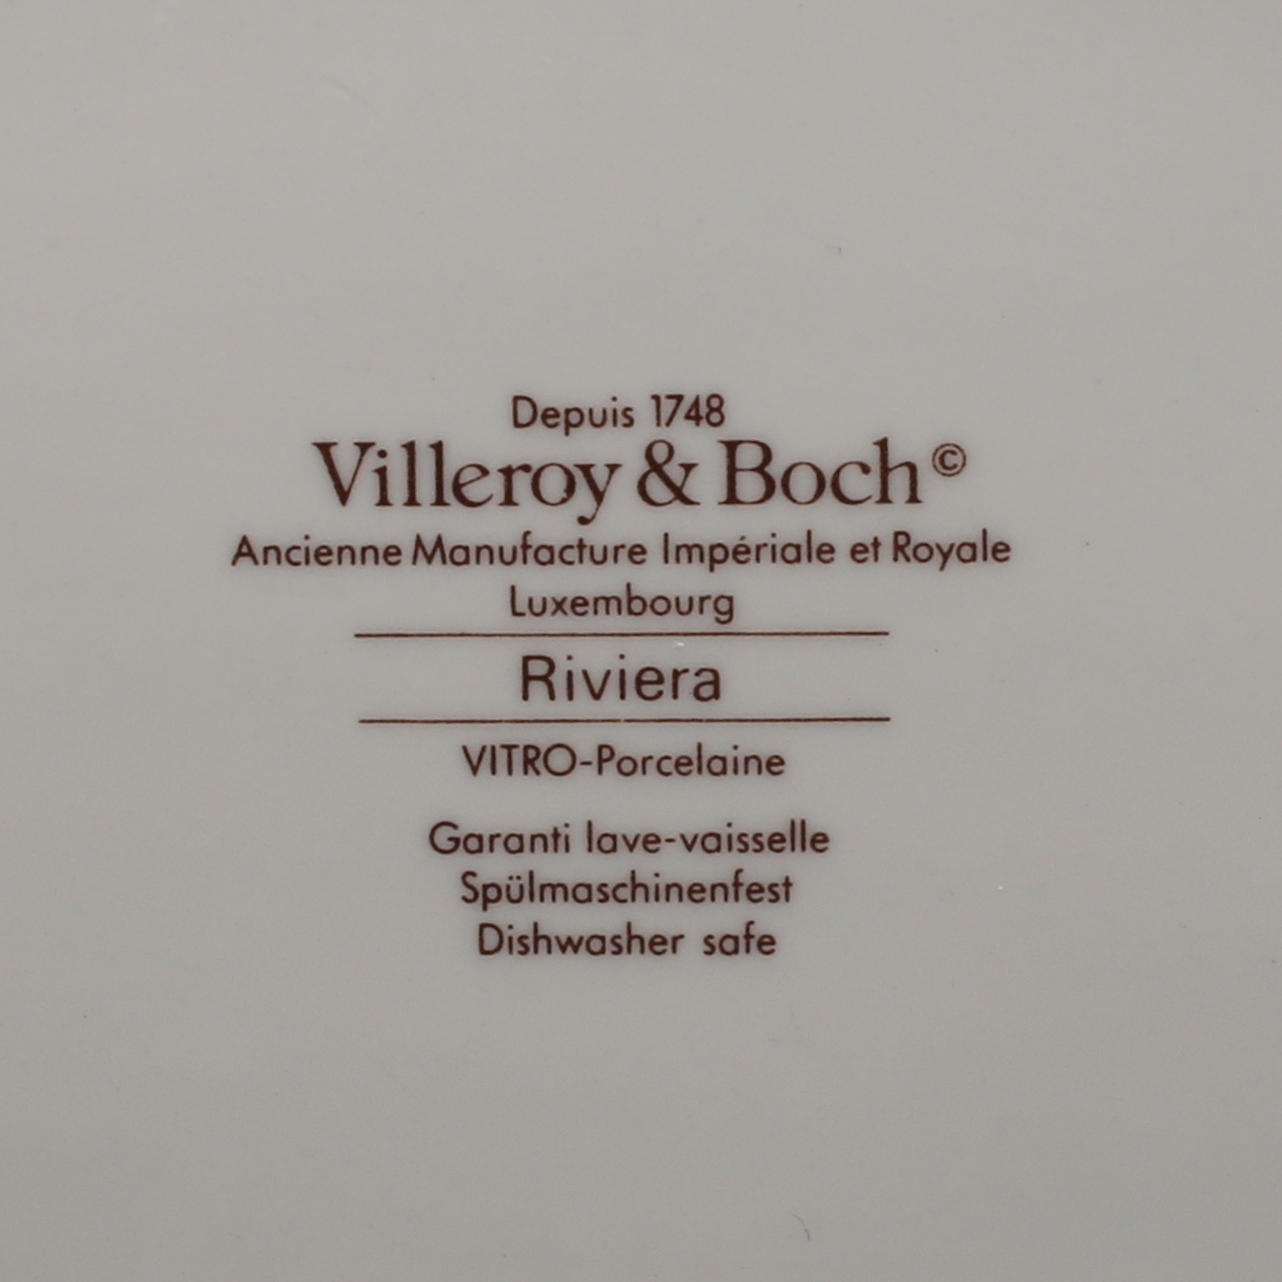 Depuis 1748
Villeroy & Boch©
Ancienne Manufacture Impériale et Royale
Luxembourg
Riviera
VITRO-Porcelaine
Garanti lave-vaisselle
Spülmaschinenfest
Dishwasher safe